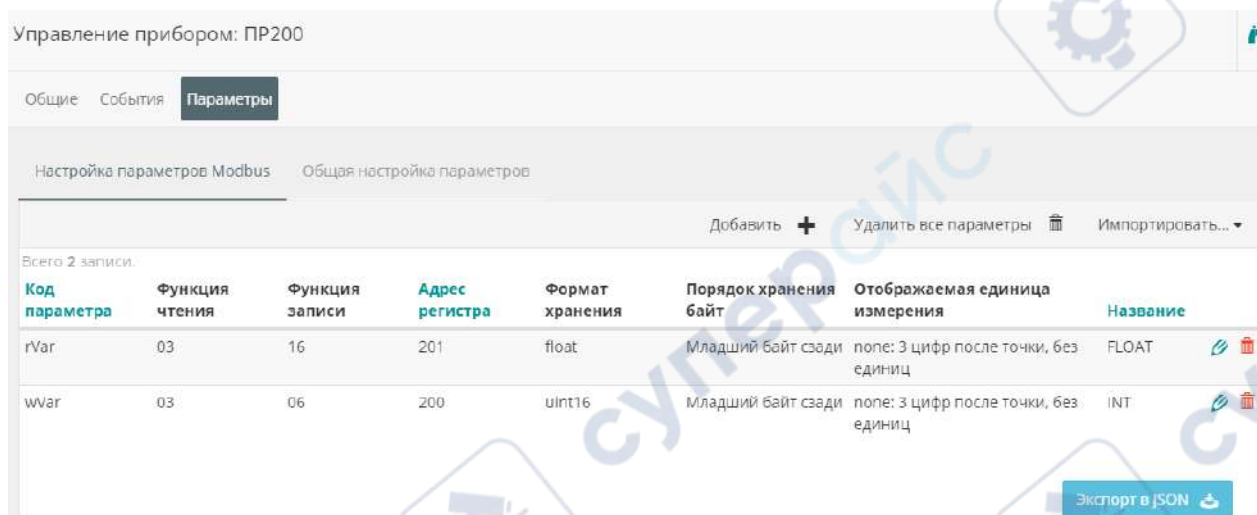 Управление прибором: ПР200
Общие События Параметры
Настройка параметров Modbus Общая настройка параметров
Добавить Удалить все параметры Импортировать...
Всего 2 записи.
Код параметра Функция чтения Функция записи Адрес регистра Формат хранения Порядок хранения байт Отображаемая единица измерения Название
rVar 03 16 201 float Младший байт сзади none: 3 цифр после точки, без единиц FLOAT
wVar 03 06 200 uint16 Младший байт сзади none: 3 цифр после точки, без единиц INT
Экспорт в JSON
суперайс